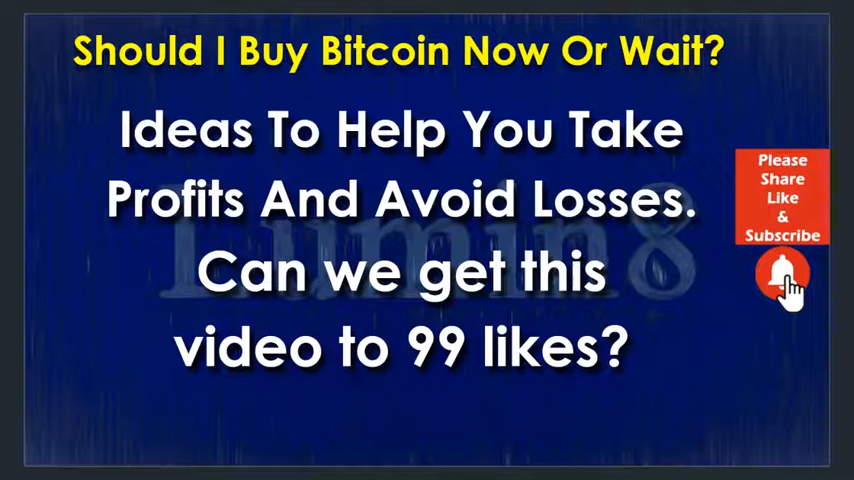 Should I Buy Bitcoin Now Or Wait?
Ideas To Help You Take
Profits And Avoid Losses.
Can we get this
video to 99 likes?
Please
Share
Like
&
Subscribe
Lumin8